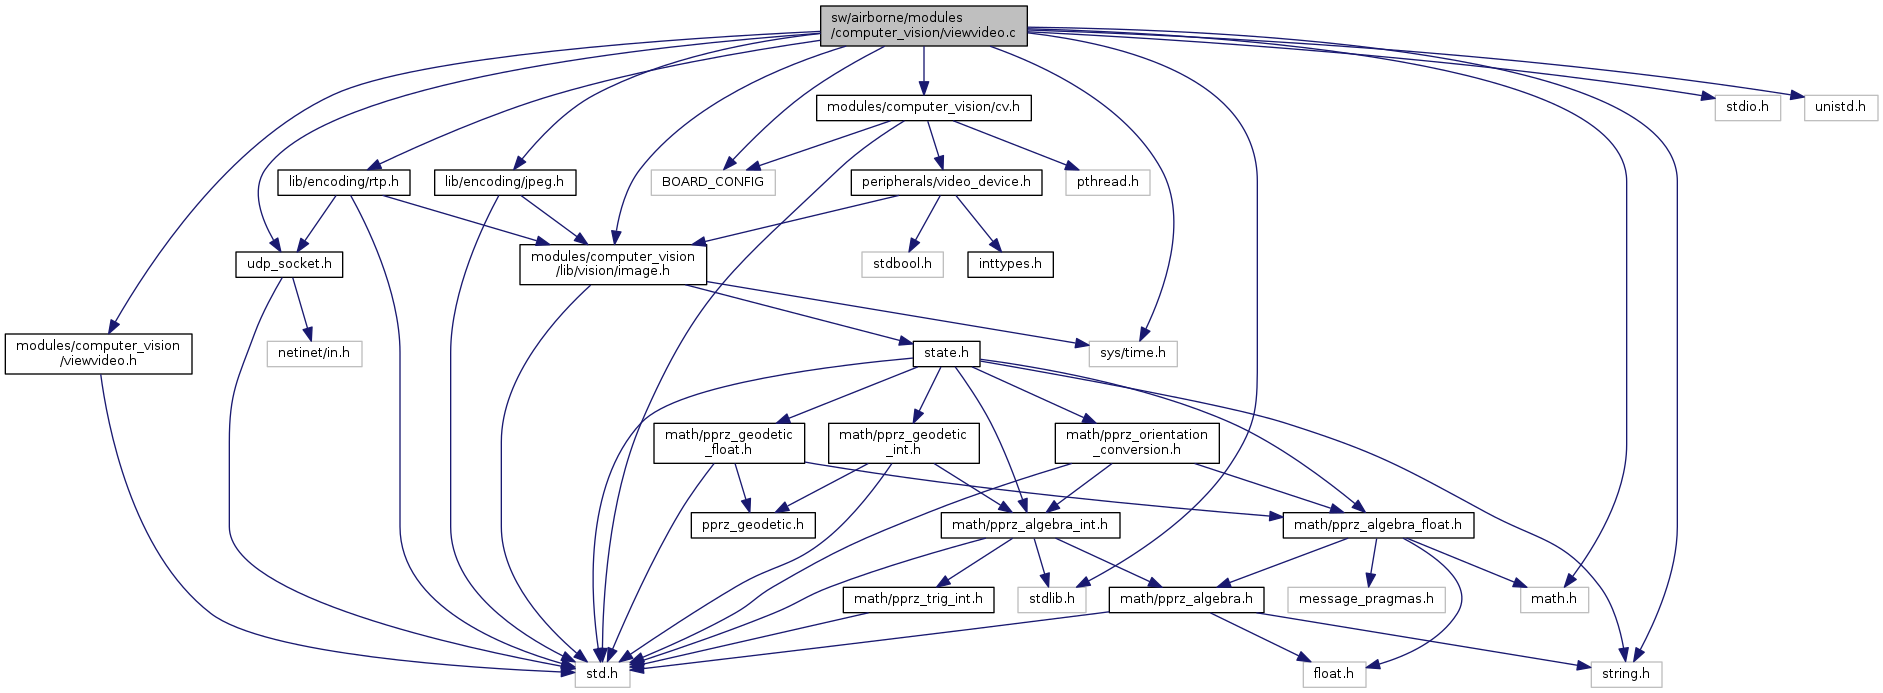 sw/airborne/modules
/computer_vision/viewvideo.c
modules/computer_vision/cv.h
stdio.h
unistd.h
lib/encoding/rtp.h
lib/encoding/jpeg.h
BOARD_CONFIG
peripherals/video_device.h
pthread.h
udp_socket.h
modules/computer_vision
/lib/vision/image.h
stdbool.h
inttypes.h
modules/computer_vision
/viewvideo.h
netinet/in.h
state.h
sys/time.h
math/pprz_geodetic
_float.h
math/pprz_geodetic
_int.h
math/pprz_orientation
_conversion.h
pprz_geodetic.h
math/pprz_algebra_int.h
math/pprz_algebra_float.h
math/pprz_trig_int.h
stdlib.h
math/pprz_algebra.h
message_pragmas.h
math.h
std.h
float.h
string.h